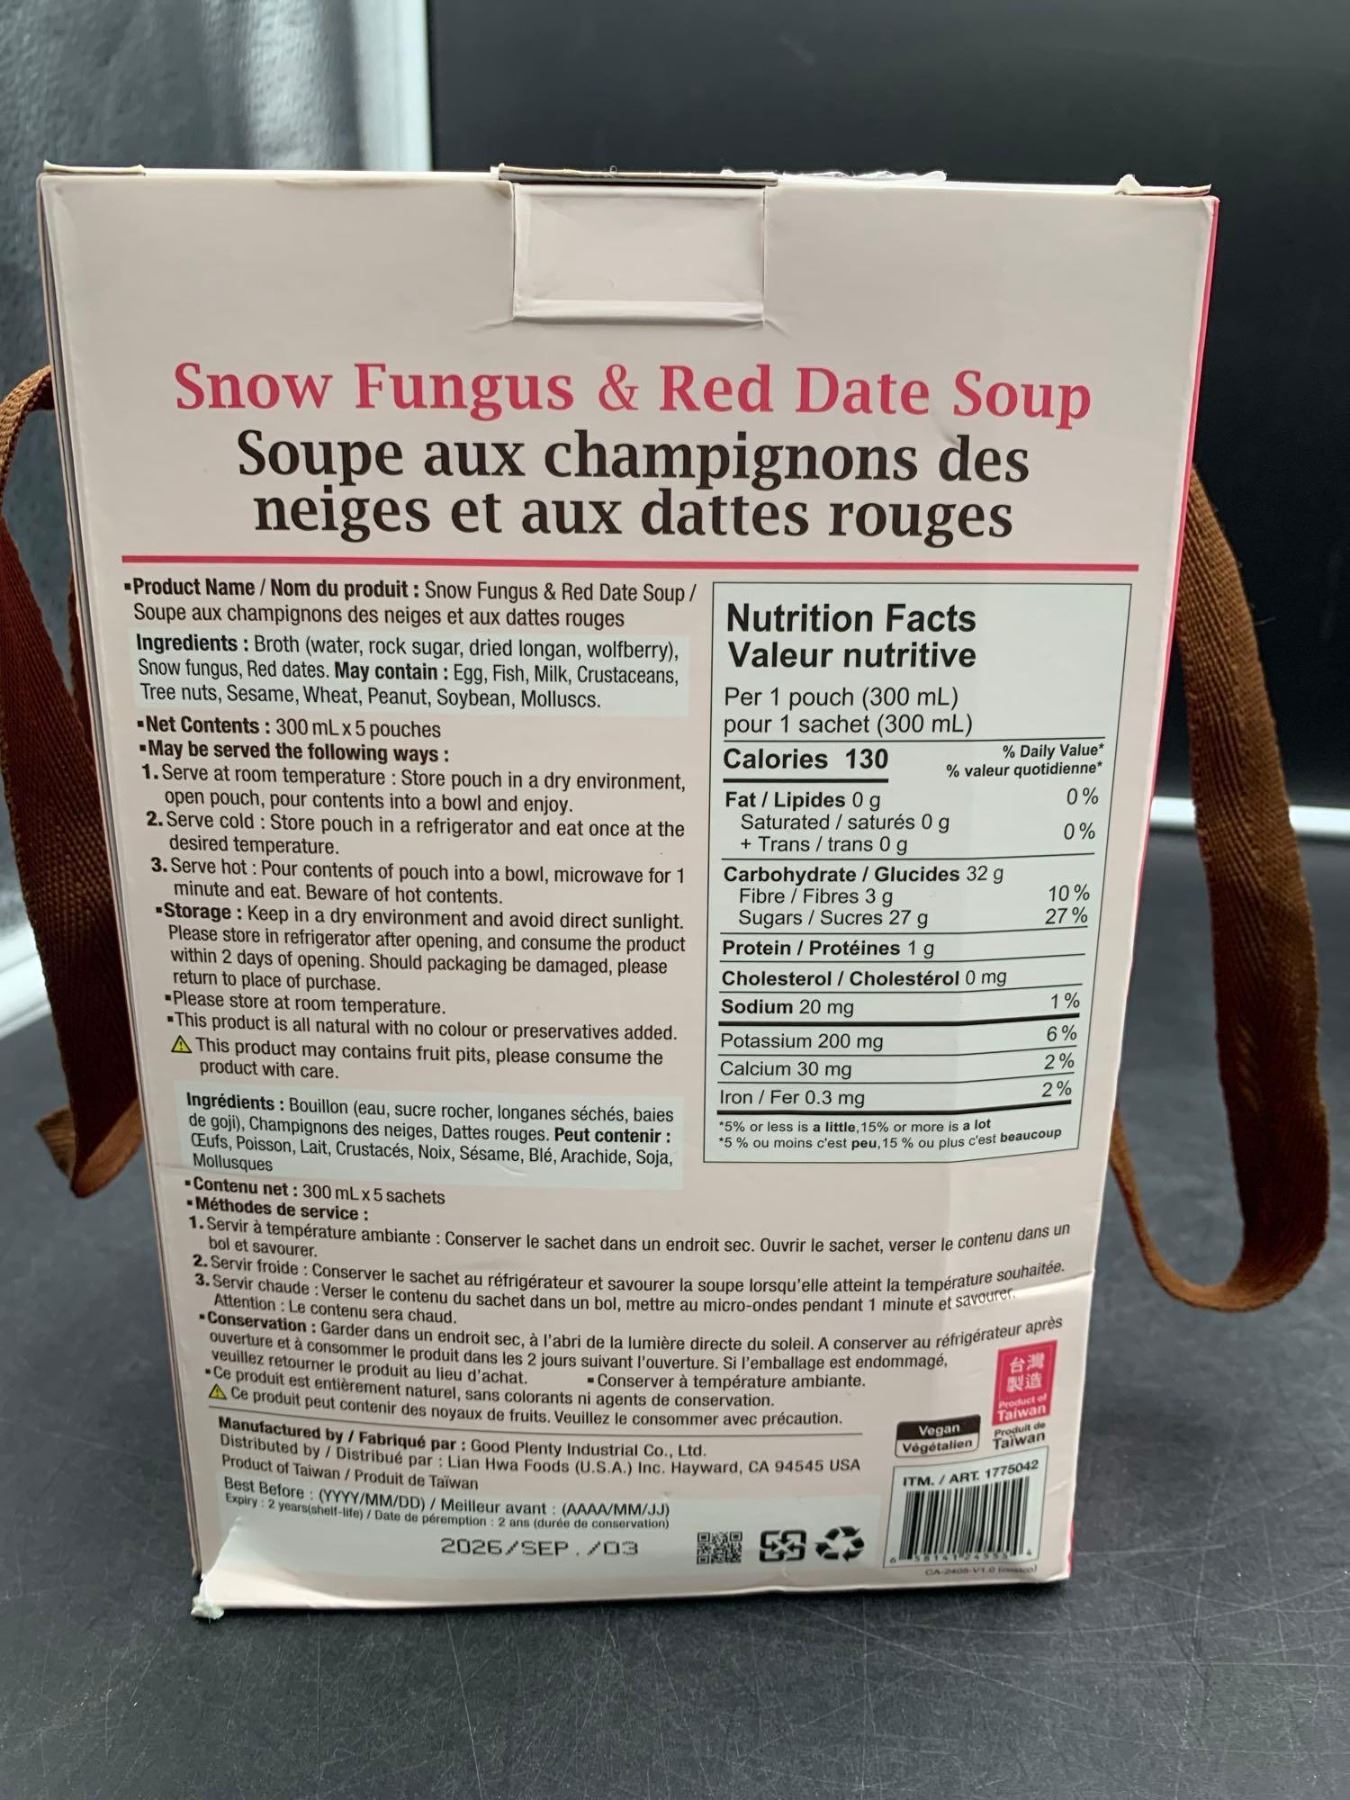 Snow Fungus & Red Date Soup
Soupe aux champignons des
neiges et aux dattes rouges
▪Product Name / Nom du produit : Snow Fungus & Red Date Soup /
Soupe aux champignons des neiges et aux dattes rouges
Ingredients : Broth (water, rock sugar, dried longan, wolfberry),
Snow fungus, Red dates. May contain : Egg, Fish, Milk, Crustaceans,
Tree nuts, Sesame, Wheat, Peanut, Soybean, Molluscs.
▪Net Contents : 300 mL x 5 pouches
▪May be served the following ways :
1. Serve at room temperature : Store pouch in a dry environment,
open pouch, pour contents into a bowl and enjoy.
2. Serve cold : Store pouch in a refrigerator and eat once at the
desired temperature.
3. Serve hot : Pour contents of pouch into a bowl, microwave for 1
minute and eat. Beware of hot contents.
▪Storage : Keep in a dry environment and avoid direct sunlight.
Please store in refrigerator after opening, and consume the product
within 2 days of opening. Should packaging be damaged, please
return to place of purchase.
▪Please store at room temperature.
▪This product is all natural with no colour or preservatives added.
⚠ This product may contains fruit pits, please consume the
product with care.
Nutrition Facts
Valeur nutritive
Per 1 pouch (300 mL)
pour 1 sachet (300 mL)
Calories 130
% Daily Value*
% valeur quotidienne*
Fat / Lipides 0 g 0 %
Saturated / saturés 0 g
+ Trans / trans 0 g 0 %
Carbohydrate / Glucides 32 g
Fibre / Fibres 3 g 10 %
Sugars / Sucres 27 g 27 %
Protein / Protéines 1 g
Cholesterol / Cholestérol 0 mg
Sodium 20 mg 1 %
Potassium 200 mg 6 %
Calcium 30 mg 2 %
Iron / Fer 0.3 mg 2 %
*5% or less is a little, 15% or more is a lot
*5 % ou moins c'est peu, 15 % ou plus c'est beaucoup
Ingrédients : Bouillon (eau, sucre rocher, longanes séchés, baies
de goji), Champignons des neiges, Dattes rouges. Peut contenir :
Œufs, Poisson, Lait, Crustacés, Noix, Sésame, Blé, Arachide, Soja,
Mollusques
▪Contenu net : 300 mL x 5 sachets
▪Méthodes de service :
1. Servir à température ambiante : Conserver le sachet dans un endroit sec. Ouvrir le sachet, verser le contenu dans un
bol et savourer.
2. Servir froide : Conserver le sachet au réfrigérateur et savourer la soupe lorsqu'elle atteint la température souhaitée.
3. Servir chaude : Verser le contenu du sachet dans un bol, mettre au micro-ondes pendant 1 minute et savourer.
Attention : Le contenu sera chaud.
▪Conservation : Garder dans un endroit sec, à l'abri de la lumière directe du soleil. A conserver au réfrigérateur après
ouverture et à consommer le produit dans les 2 jours suivant l'ouverture. Si l'emballage est endommagé,
veuillez retourner le produit au lieu d'achat. ▪Conserver à température ambiante.
▪Ce produit est entièrement naturel, sans colorants ni agents de conservation.
⚠ Ce produit peut contenir des noyaux de fruits. Veuillez le consommer avec précaution.
台灣
製造
Product of
Taiwan
Produit de
Taïwan
Vegan
Végétalien
Manufactured by / Fabriqué par : Good Plenty Industrial Co., Ltd.
Distributed by / Distribué par : Lian Hwa Foods (U.S.A.) Inc. Hayward, CA 94545 USA
Product of Taiwan / Produit de Taïwan
Best Before : (YYYY/MM/DD) / Meilleur avant : (AAAA/MM/JJ)
Expiry : 2 years(shelf-life) / Date de péremption : 2 ans (durée de conservation)
2026/SEP./03
ITM. / ART. 1775042